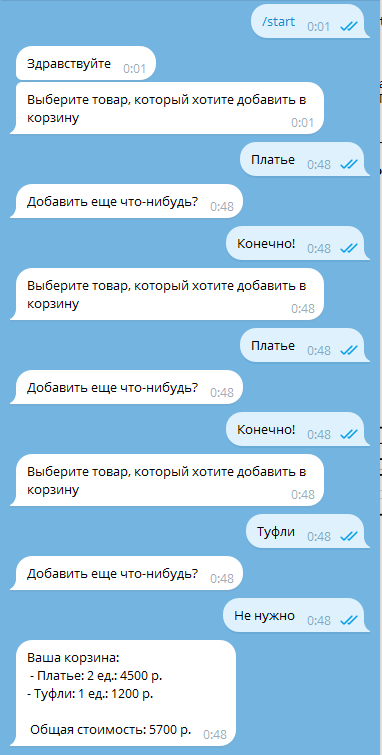 /start 0:01
Здравствуйте 0:01
Выберите товар, который хотите добавить в
корзину 0:01
Платье 0:48
Добавить еще что-нибудь? 0:48
Конечно! 0:48
Выберите товар, который хотите добавить в
корзину 0:48
Платье 0:48
Добавить еще что-нибудь? 0:48
Конечно! 0:48
Выберите товар, который хотите добавить в
корзину 0:48
Туфли 0:48
Добавить еще что-нибудь? 0:48
Не нужно 0:48
Ваша корзина:
- Платье: 2 ед.: 4500 р.
- Туфли: 1 ед.: 1200 р.
Общая стоимость: 5700 р. 0:48